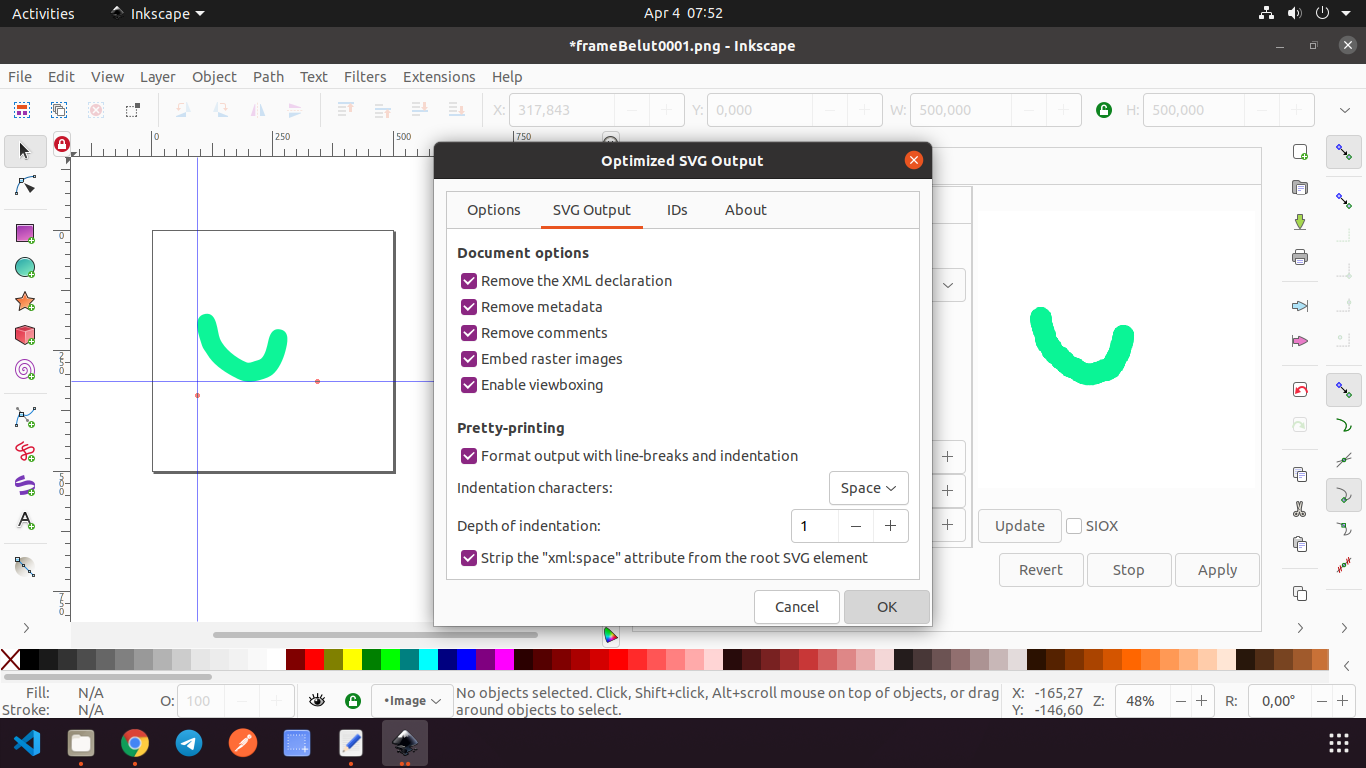 Activities Inkscape Apr 4 07:52
*frameBelut0001.png - Inkscape
File Edit View Layer Object Path Text Filters Extensions Help
X: 317,843 Y: 0,000 W: 500,000 H: 500,000
0 250 500 750
Optimized SVG Output
Options SVG Output IDs About
Document options
Remove the XML declaration
Remove metadata
Remove comments
Embed raster images
Enable viewboxing
Pretty-printing
Format output with line-breaks and indentation
Indentation characters: Space
Depth of indentation: 1
Strip the "xml:space" attribute from the root SVG element
Cancel OK
0
250
500
750
Update SIOX
Revert Stop Apply
Fill: N/A
Stroke: N/A
O: 100
•Image
No objects selected. Click, Shift+click, Alt+scroll mouse on top of objects, or drag
around objects to select.
X: -165,27
Y: -146,60
Z: 48% R: 0,00°